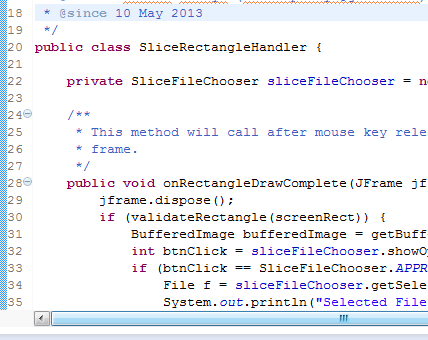 18 * @since 10 May 2013
19 */
20 public class SliceRectangleHandler {
21
22 private SliceFileChooser sliceFileChooser = ne
23
24 /**
25 * This method will call after mouse key rele
26 * frame.
27 */
28 public void onRectangleDrawComplete(JFrame jf
29 jframe.dispose();
30 if (validateRectangle(screenRect)) {
31 BufferedImage bufferedImage = getBuff
32 int btnClick = sliceFileChooser.showOp
33 if (btnClick == SliceFileChooser.APPR
34 File f = sliceFileChooser.getSele
35 System.out.println("Selected File